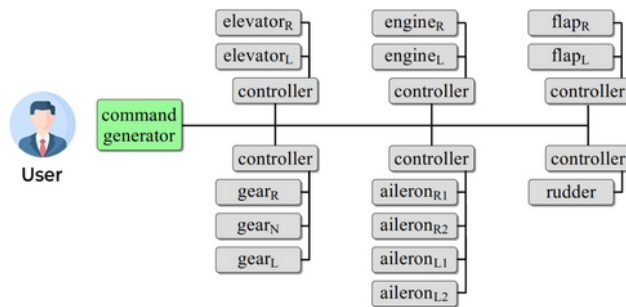 elevatorR
elevatorL
controller
engineR
engineL
controller
flapR
flapL
controller
command
generator
User
controller
gearR
gearN
gearL
controller
aileronR1
aileronR2
aileronL1
aileronL2
controller
rudder